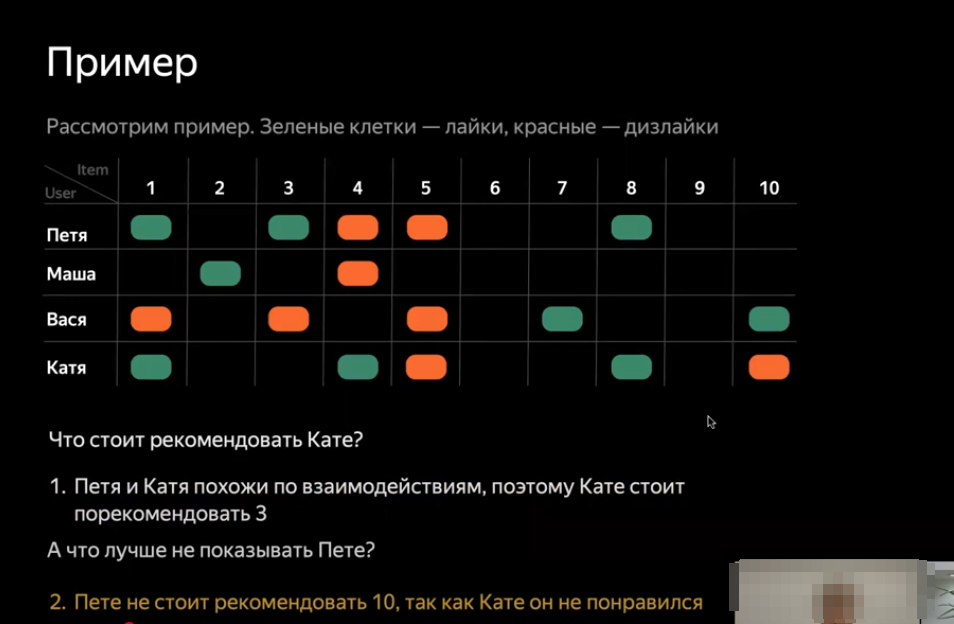 Пример
Рассмотрим пример. Зеленые клетки — лайки, красные — дизлайки
Item
User
1 2 3 4 5 6 7 8 9 10
Петя
Маша
Вася
Катя
Что стоит рекомендовать Кате?
1. Петя и Катя похожи по взаимодействиям, поэтому Кате стоит
порекомендовать 3
А что лучше не показывать Пете?
2. Пете не стоит рекомендовать 10, так как Кате он не понравился